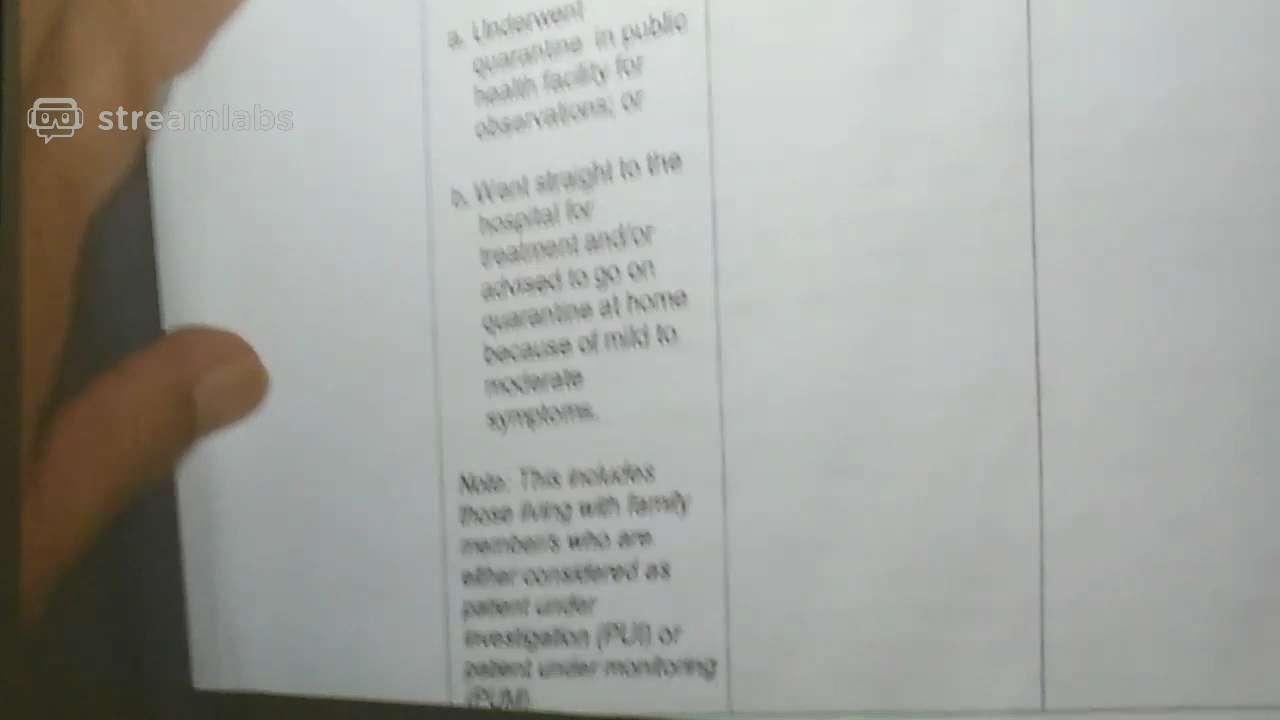 streamlabs
a. Underwent
quarantine in public
health facility for
observations; or
b. Went straight to the
hospital for
treatment and/or
advised to go on
quarantine at home
because of mild to
moderate
symptoms.
Note: This includes
those living with family
member/s who are
either considered as
patient under
investigation (PUI) or
patient under monitoring
(PUM)